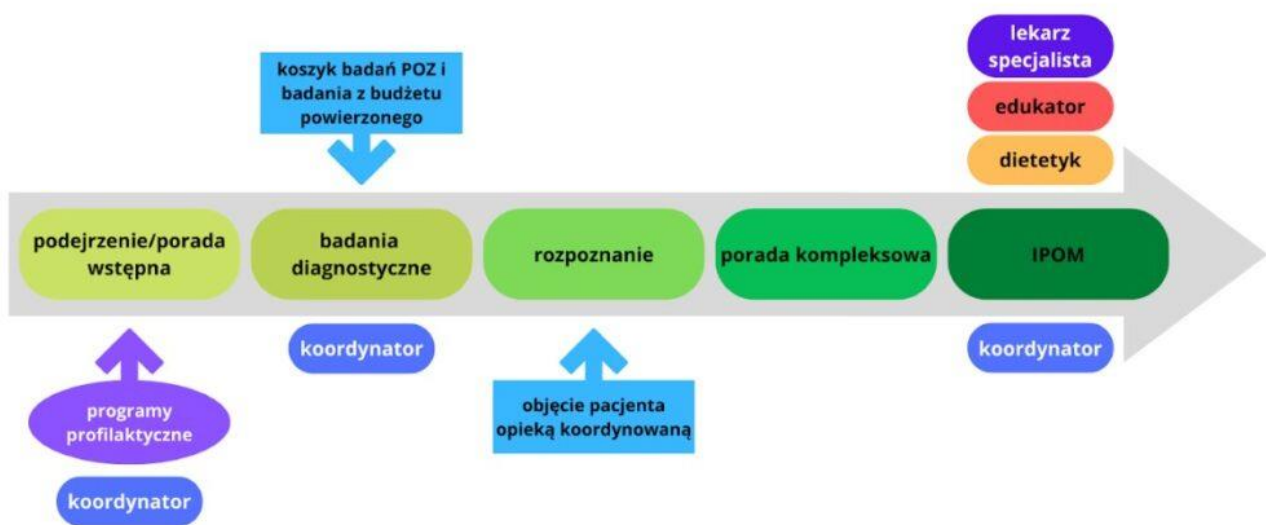 lekarz
specjalista
edukator
dietetyk
koszyk badań POZ i
badania z budżetu
powierzonego
podejrzenie/porada
wstępna
badania
diagnostyczne
rozpoznanie
porada kompleksowa
IPOM
koordynator
koordynator
programy
profilaktyczne
objęcie pacjenta
opieką koordynowaną
koordynator